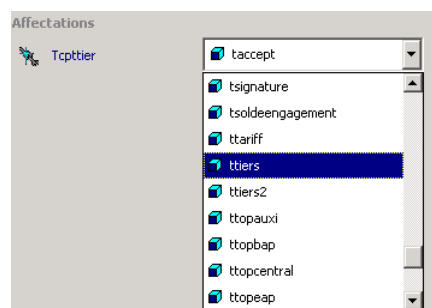 Affectations
Tcpttier taccept
tsignature
tsoldeengagement
ttariff
ttiers
ttiers2
ttopauxi
ttopbap
ttopcentral
ttopeap